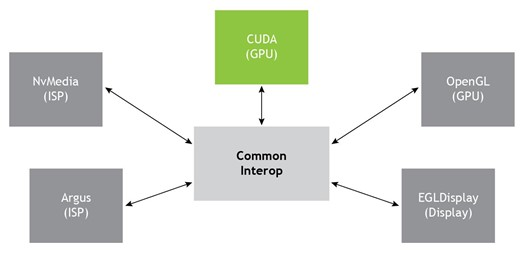 CUDA
(GPU)
NvMedia
(ISP)
OpenGL
(GPU)
Common
Interop
Argus
(ISP)
EGLDisplay
(Display)